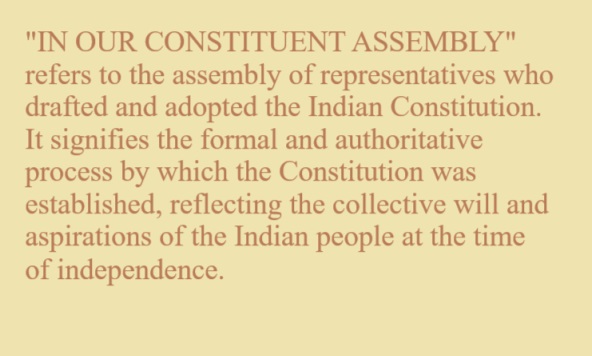 "IN OUR CONSTITUENT ASSEMBLY"
refers to the assembly of representatives who
drafted and adopted the Indian Constitution.
It signifies the formal and authoritative
process by which the Constitution was
established, reflecting the collective will and
aspirations of the Indian people at the time
of independence.